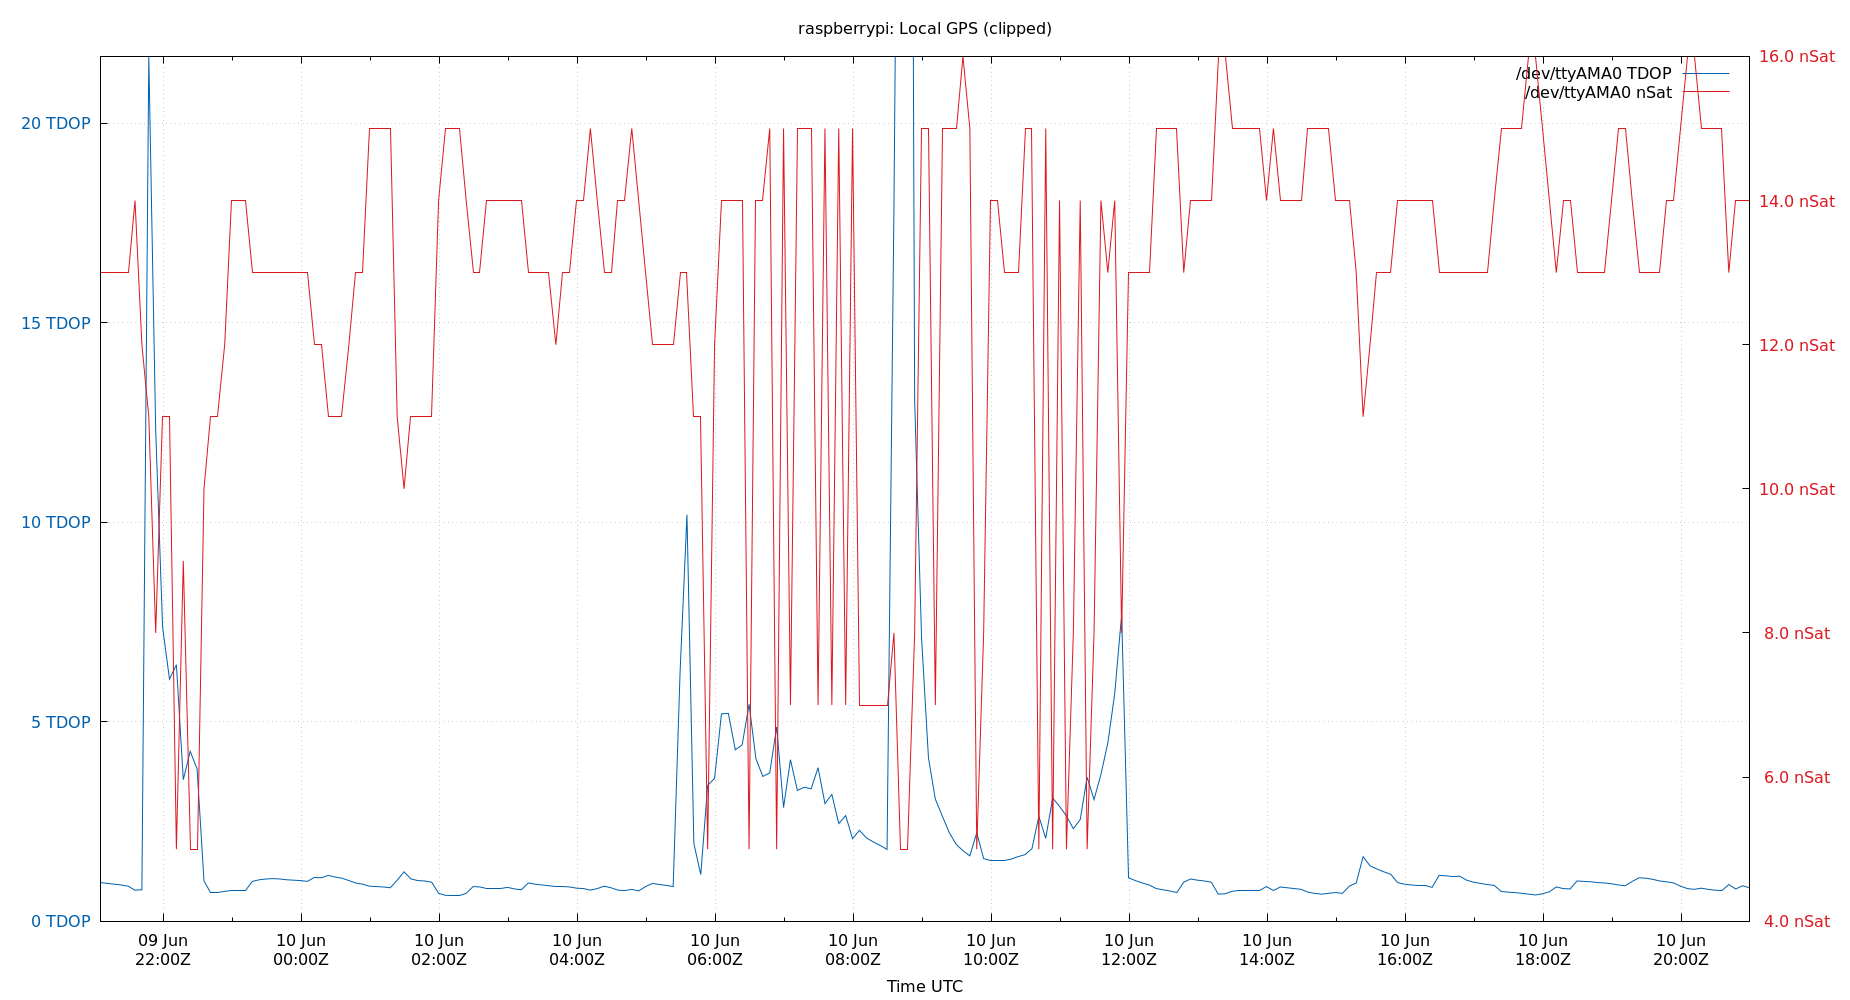 raspberrypi: Local GPS (clipped)
16.0 nSat
/dev/ttyAMA0 TDOP
/dev/ttyAMA0 nSat
20 TDOP
14.0 nSat
15 TDOP
12.0 nSat
10 TDOP
10.0 nSat
8.0 nSat
5 TDOP
6.0 nSat
0 TDOP
4.0 nSat
09 Jun 10 Jun 10 Jun 10 Jun 10 Jun 10 Jun 10 Jun 10 Jun 10 Jun 10 Jun 10 Jun 10 Jun
22:00Z 00:00Z 02:00Z 04:00Z 06:00Z 08:00Z 10:00Z 12:00Z 14:00Z 16:00Z 18:00Z 20:00Z
Time UTC